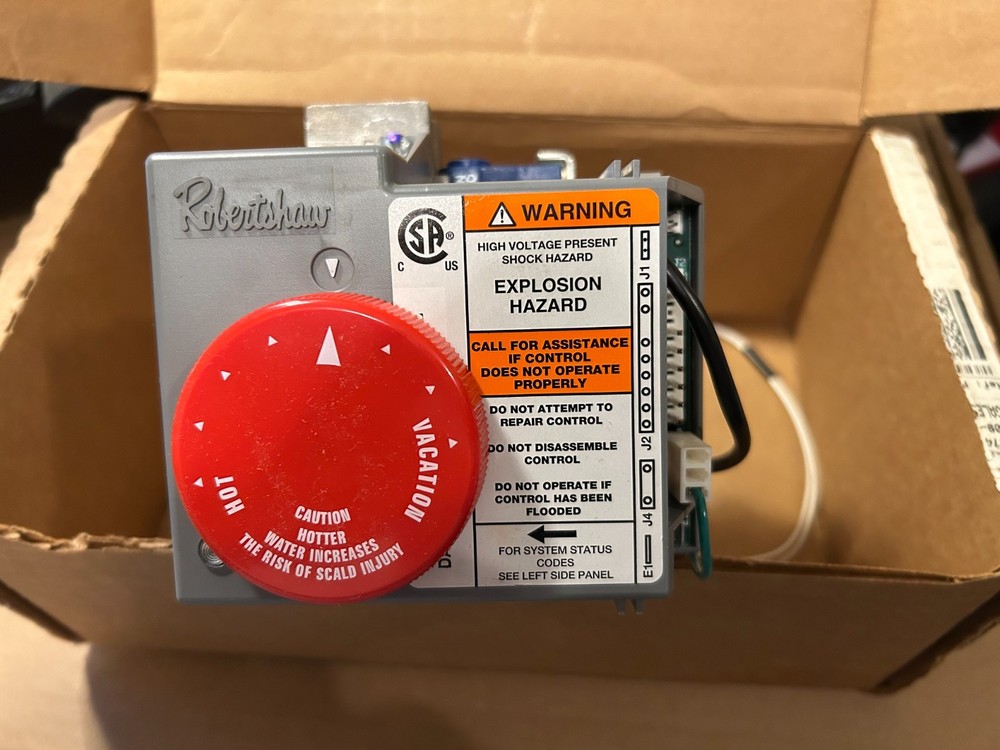 Robertshaw
CSA
®
C US
WARNING
HIGH VOLTAGE PRESENT
SHOCK HAZARD
EXPLOSION
HAZARD
CALL FOR ASSISTANCE
IF CONTROL
DOES NOT OPERATE
PROPERLY
DO NOT ATTEMPT TO
REPAIR CONTROL
DO NOT DISASSEMBLE
CONTROL
DO NOT OPERATE IF
CONTROL HAS BEEN
FLOODED
FOR SYSTEM STATUS
CODES
SEE LEFT SIDE PANEL
J1
J2
J4
E1
HOT
VACATION
CAUTION
HOTTER
WATER INCREASES
THE RISK OF SCALD INJURY